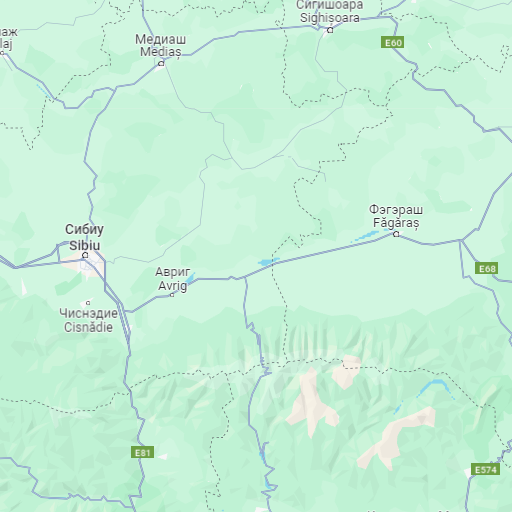 Сигишоара
Sighișoara
Медиаш
Mediaș
E60
Фэгэраш
Făgăraș
Сибиу
Sibiu
Авриг
Avrig
E68
Чиснэдие
Cisnădie
E81
E574